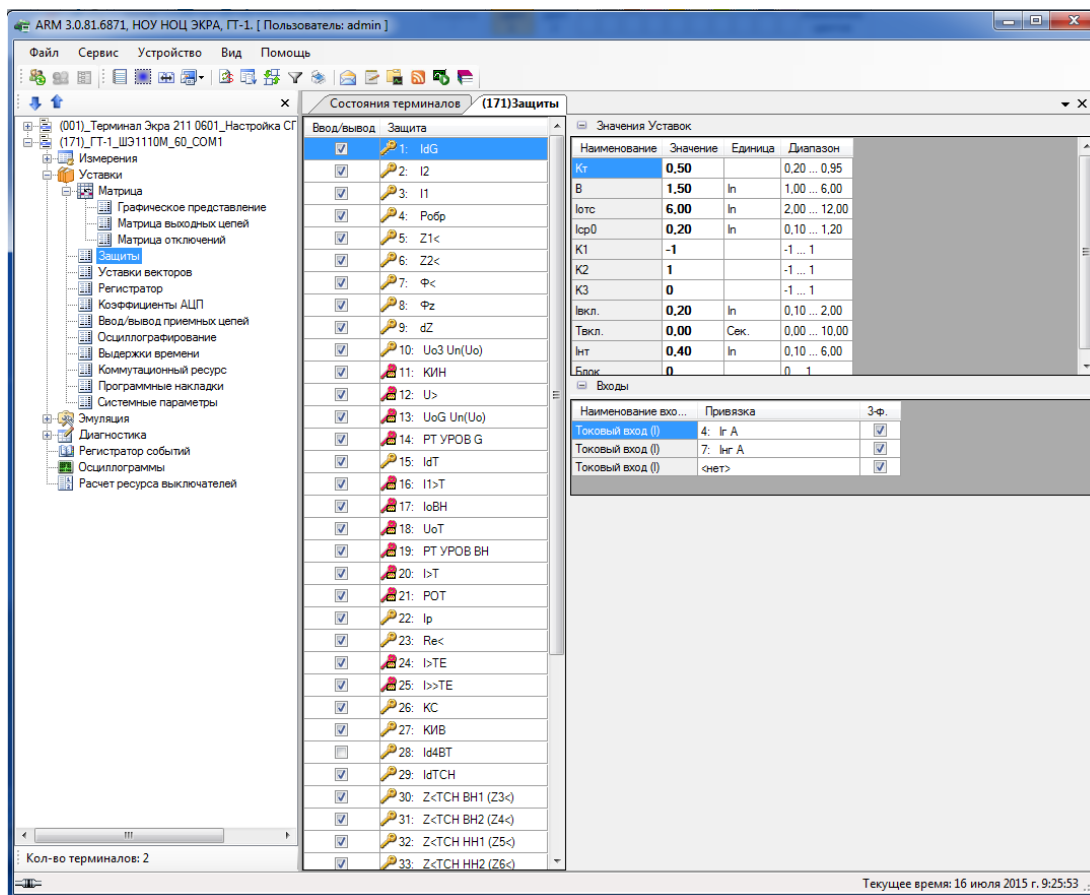 ARM 3.0.81.6871, НОУ НОЦ ЭКРА, ГТ-1. [ Пользователь: admin ]
Файл Сервис Устройство Вид Помощь
Состояния терминалов (171)Защиты
(001)_Терминал Экра 211 0601_Настройка СГ
(171)_ГТ-1_ШЭ1110М_60_COM1
Измерения
Уставки
Матрица
Графическое представление
Матрица выходных цепей
Матрица отключений
Защиты
Уставки векторов
Регистратор
Коэффициенты АЦП
Ввод/вывод приемных цепей
Осциллографирование
Выдержки времени
Коммутационный ресурс
Программные накладки
Системные параметры
Эмуляция
Диагностика
Регистратор событий
Осциллограммы
Расчет ресурса выключателей
Кол-во терминалов: 2
Ввод/вывод Защита
1: IdG
2: I2
3: I1
4: Pобр
5: Z1<
6: Z2<
7: Ф<
8: Фz
9: dZ
10: Uo3 Un(Uo)
11: КИН
12: U>
13: UoG Un(Uo)
14: РТ УРОВ G
15: IdT
16: I1>T
17: IoВН
18: UoT
19: РТ УРОВ ВН
20: I>T
21: РОТ
22: Ip
23: Re<
24: I>TE
25: I>>TE
26: КС
27: КИВ
28: Id4ВТ
29: IdТСН
30: Z<ТСН ВН1 (Z3<)
31: Z<ТСН ВН2 (Z4<)
32: Z<ТСН НН1 (Z5<)
33: Z<ТСН НН2 (Z6<)
Значения Уставок
Наименование Значение Единица Диапазон
Кт 0,50 0,20 ... 0,95
В 1,50 In 1,00 ... 6,00
Iотс 6,00 In 2,00 ... 12,00
Iср0 0,20 In 0,10 ... 1,20
К1 -1 -1 ... 1
К2 1 -1 ... 1
К3 0 -1 ... 1
Iвкл. 0,20 In 0,10 ... 2,00
Твкл. 0,00 Сек. 0,00 ... 10,00
Iнт 0,40 In 0,10 ... 6,00
Блок 0 0 ... 1
Входы
Наименование вхо... Привязка 3-ф.
Токовый вход (I) 4: Iг A
Токовый вход (I) 7: Iнг A
Токовый вход (I) <нет>
Текущее время: 16 июля 2015 г. 9:25:53